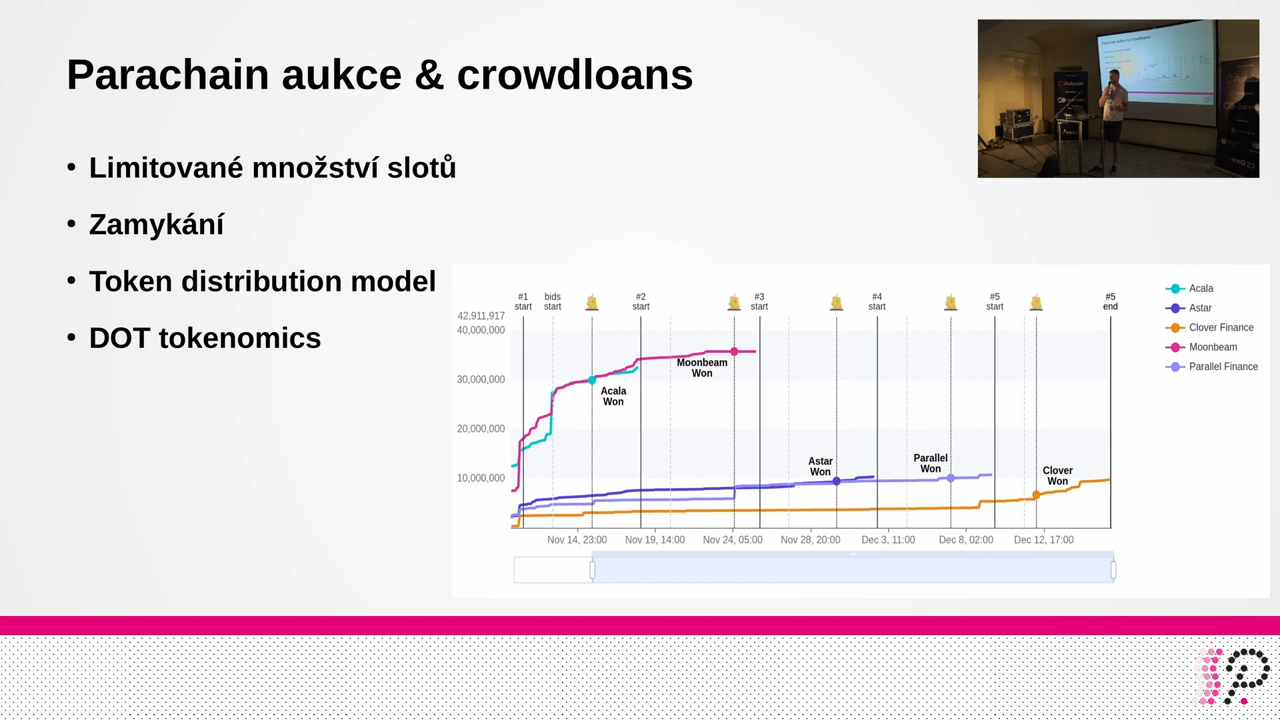 Parachain aukce & crowdloans
• Limitované množství slotů
• Zamykání
• Token distribution model
• DOT tokenomics
#1 start
bids start
#2 start
#3 start
#4 start
#5 start
#5 end
42,911,917
40,000,000
30,000,000
20,000,000
10,000,000
Acala Won
Moonbeam Won
Astar Won
Parallel Won
Clover Won
Nov 14, 23:00
Nov 19, 14:00
Nov 24, 05:00
Nov 28, 20:00
Dec 3, 11:00
Dec 8, 02:00
Dec 12, 17:00
Acala
Astar
Clover Finance
Moonbeam
Parallel Finance